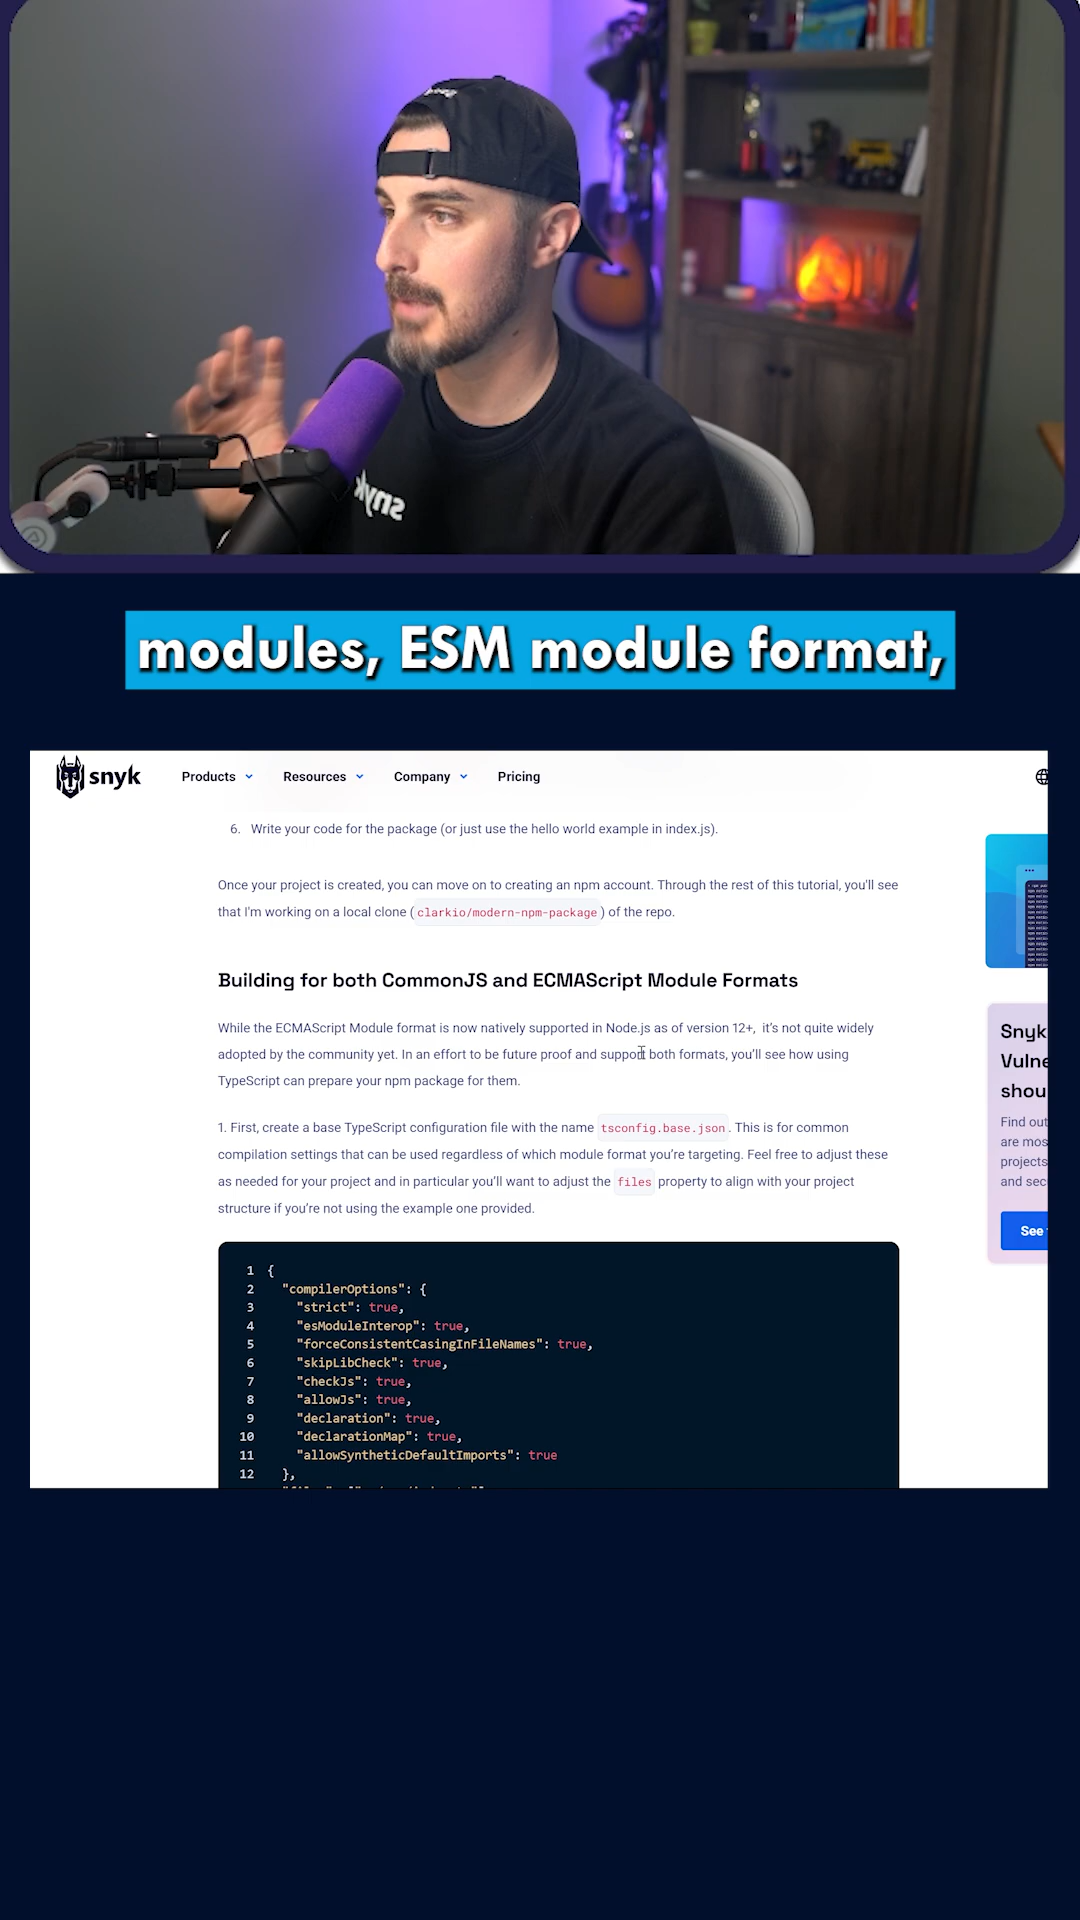 snyk
modules, ESM module format,
snyk Products Resources Company Pricing
6. Write your code for the package (or just use the hello world example in index.js).
Once your project is created, you can move on to creating an npm account. Through the rest of this tutorial, you'll see
that I'm working on a local clone ( clarkio/modern-npm-package ) of the repo.
Building for both CommonJS and ECMAScript Module Formats
While the ECMAScript Module format is now natively supported in Node.js as of version 12+, it's not quite widely
adopted by the community yet. In an effort to be future proof and support both formats, you'll see how using
TypeScript can prepare your npm package for them.
1. First, create a base TypeScript configuration file with the name tsconfig.base.json . This is for common
compilation settings that can be used regardless of which module format you're targeting. Feel free to adjust these
as needed for your project and in particular you'll want to adjust the files property to align with your project
structure if you're not using the example one provided.
1 {
2 "compilerOptions": {
3 "strict": true,
4 "esModuleInterop": true,
5 "forceConsistentCasingInFileNames": true,
6 "skipLibCheck": true,
7 "checkJs": true,
8 "allowJs": true,
9 "declaration": true,
10 "declarationMap": true,
11 "allowSyntheticDefaultImports": true
12 },
Snyk
Vulne
shou
Find out
are mos
projects
and sec
See